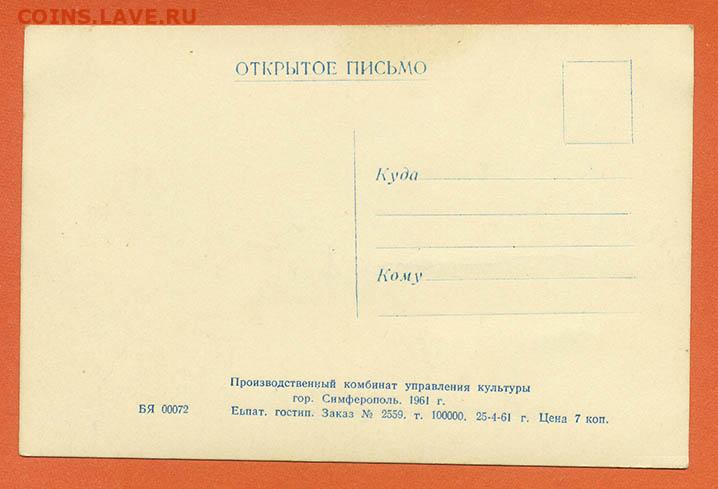 COINS.LAVE.RU
ОТКРЫТОЕ ПИСЬМО
Куда
Кому
Производственный комбинат управления культуры
гор. Симферополь. 1961 г.
БЯ 00072
Еьпат. гостип. Заказ № 2559. т. 100000. 25-4-61 г. Цена 7 коп.